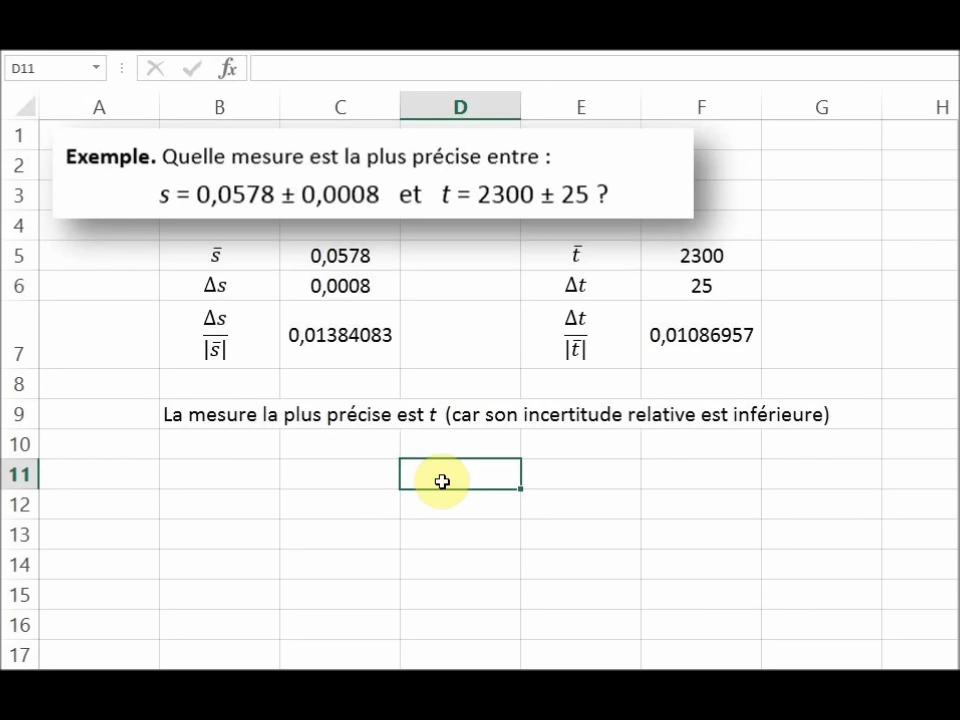 D11 fx
A B C D E F G H
1
Exemple. Quelle mesure est la plus précise entre :
2
3 s = 0,0578 ± 0,0008 et t = 2300 ± 25 ?
4
5 s̄ 0,0578 t̄ 2300
6 Δs 0,0008 Δt 25
7 Δs/|s̄| 0,01384083 Δt/|t̄| 0,01086957
8
9 La mesure la plus précise est t (car son incertitude relative est inférieure)
10
11
12
13
14
15
16
17